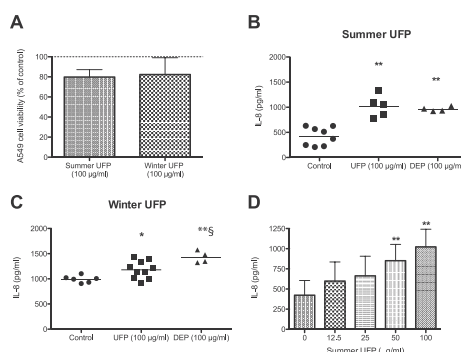 A
A549 cell viability (% of control)
100
80
60
40
20
0
Summer UFP
(100 µg/ml)
Winter UFP
(100 µg/ml)
B
Summer UFP
IL-8 (pg/ml)
2000
1500
1000
500
0
**
**
Control
UFP (100 µg/ml)
DEP (100 µg/ml)
C
Winter UFP
IL-8 (pg/ml)
2000
1500
1000
500
0
*
**§
Control
UFP (100 µg/ml)
DEP (100 µg/ml)
D
IL-8 (pg/ml)
1250
1000
750
500
250
0
**
**
0
12.5
25
50
100
Summer UFP